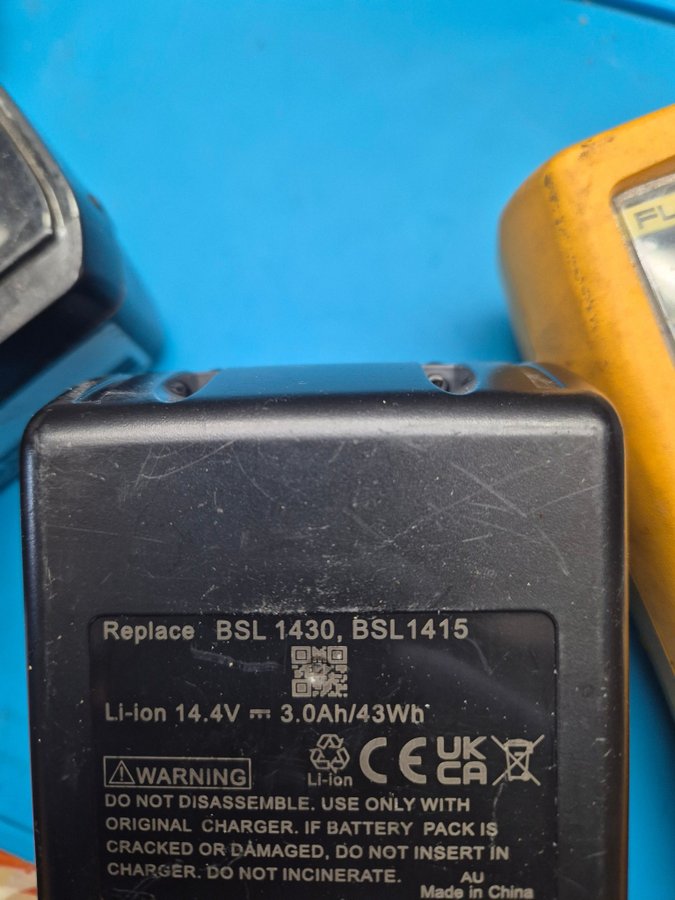 FL
Replace BSL 1430, BSL1415
Li-ion 14.4V ⎓ 3.0Ah/43Wh
Li-ion
CE UK
CA
⚠WARNING
DO NOT DISASSEMBLE. USE ONLY WITH
ORIGINAL CHARGER. IF BATTERY PACK IS
CRACKED OR DAMAGED, DO NOT INSERT IN
CHARGER. DO NOT INCINERATE.
AU
Made in China